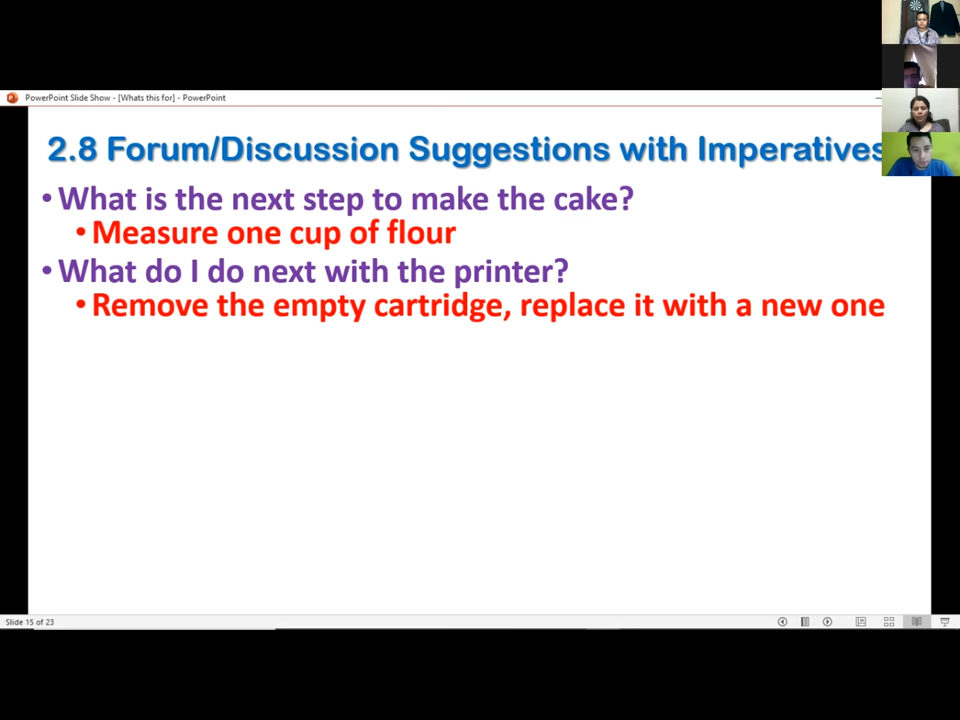 PowerPoint Slide Show - [Whats this for] - PowerPoint
2.8 Forum/Discussion Suggestions with Imperatives
• What is the next step to make the cake?
• Measure one cup of flour
• What do I do next with the printer?
• Remove the empty cartridge, replace it with a new one
Slide 15 of 23